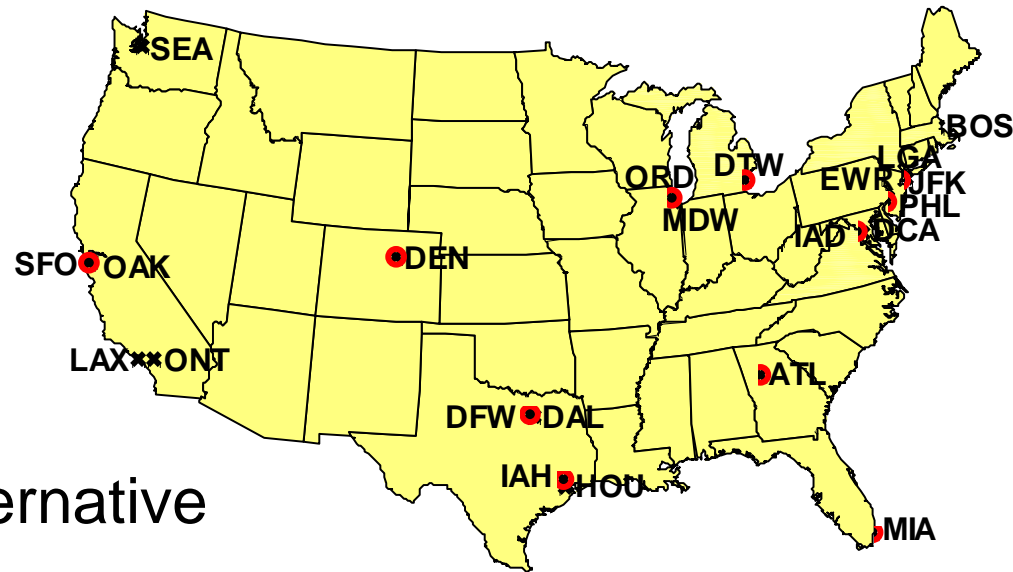 SEA
BOS
LGA
DTW
ORD
EWR
JFK
MDW
PHL
IAD
DCA
SFO
OAK
DEN
LAX
ONT
ATL
DFW
DAL
IAH
HOU
ernative
MIA